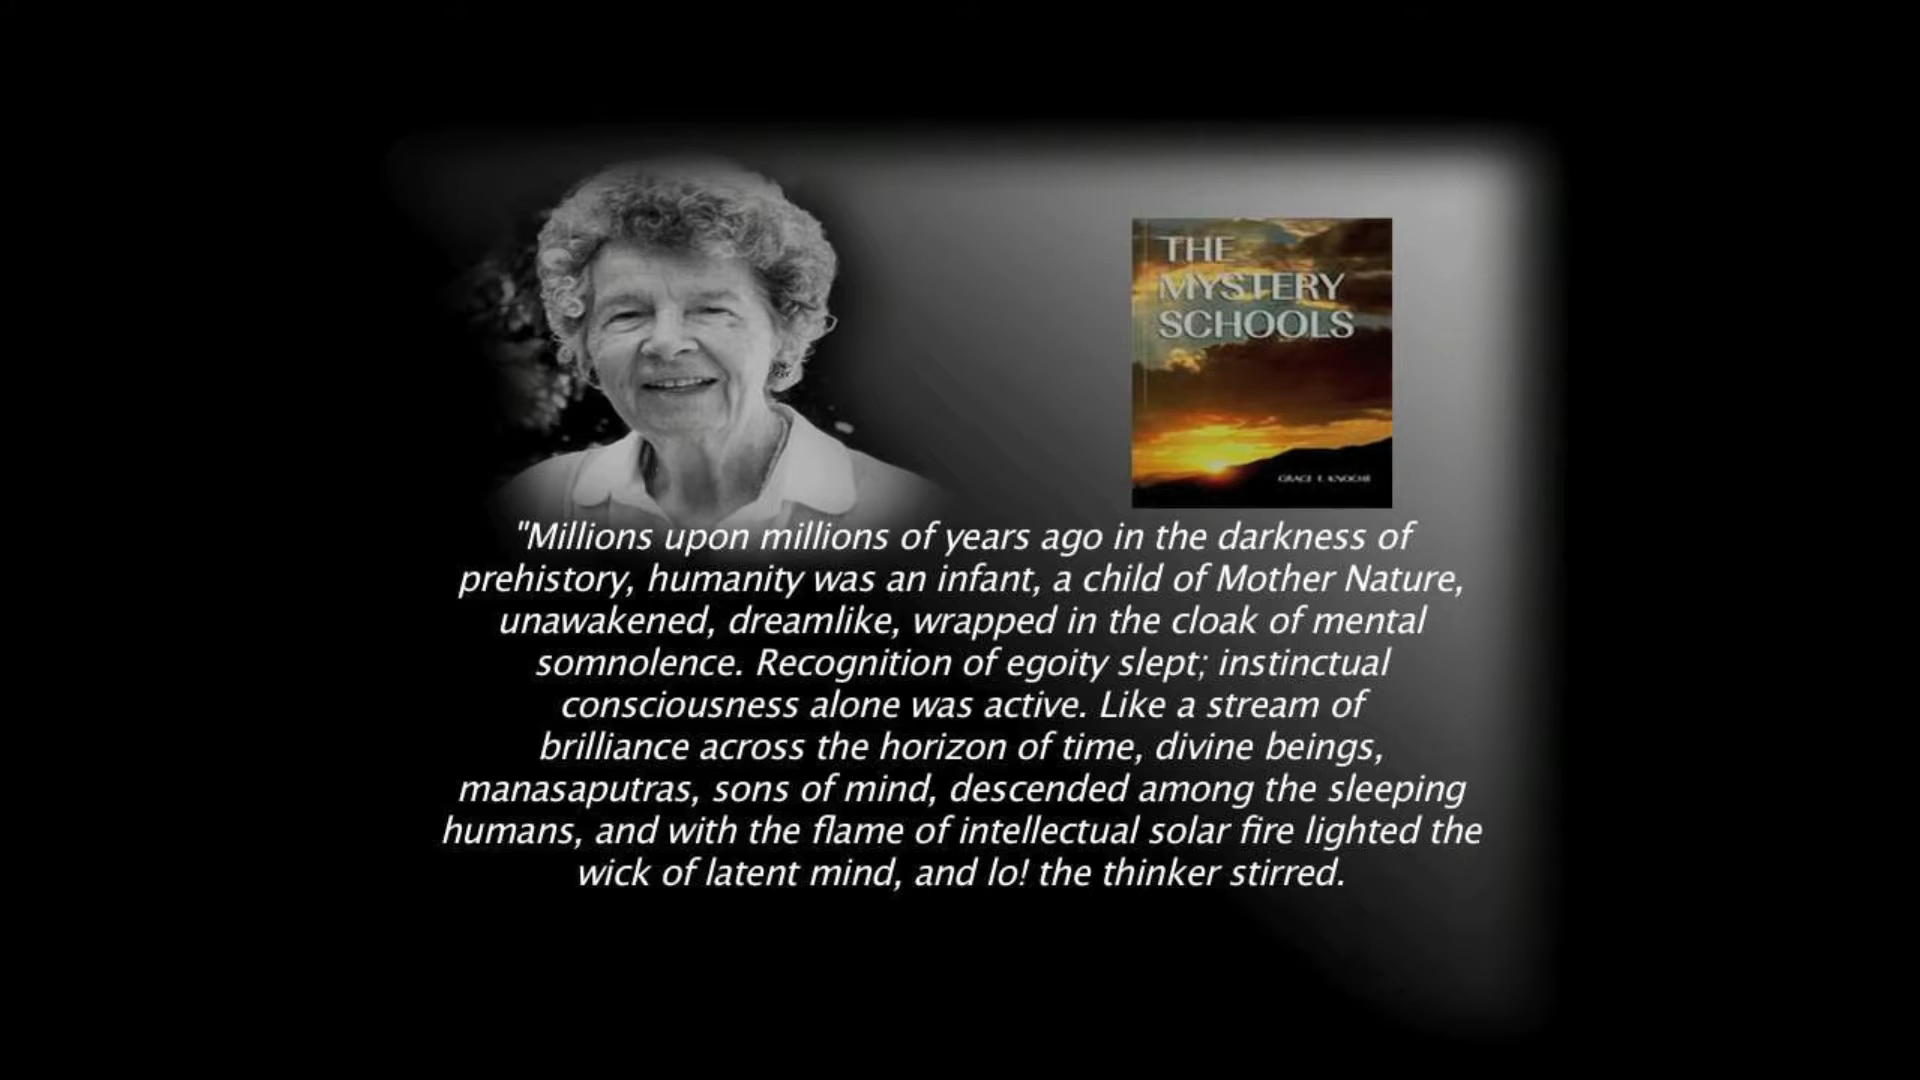 THE
MYSTERY
SCHOOLS
GRACE F. KNOCHE
"Millions upon millions of years ago in the darkness of
prehistory, humanity was an infant, a child of Mother Nature,
unawakened, dreamlike, wrapped in the cloak of mental
somnolence. Recognition of egoity slept; instinctual
consciousness alone was active. Like a stream of
brilliance across the horizon of time, divine beings,
manasaputras, sons of mind, descended among the sleeping
humans, and with the flame of intellectual solar fire lighted the
wick of latent mind, and lo! the thinker stirred.